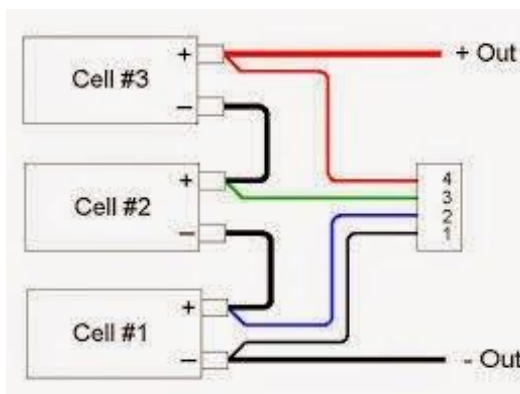 + + Out
Cell #3
4
− 3
2
1
+
Cell #2
−
+
Cell #1
− - Out